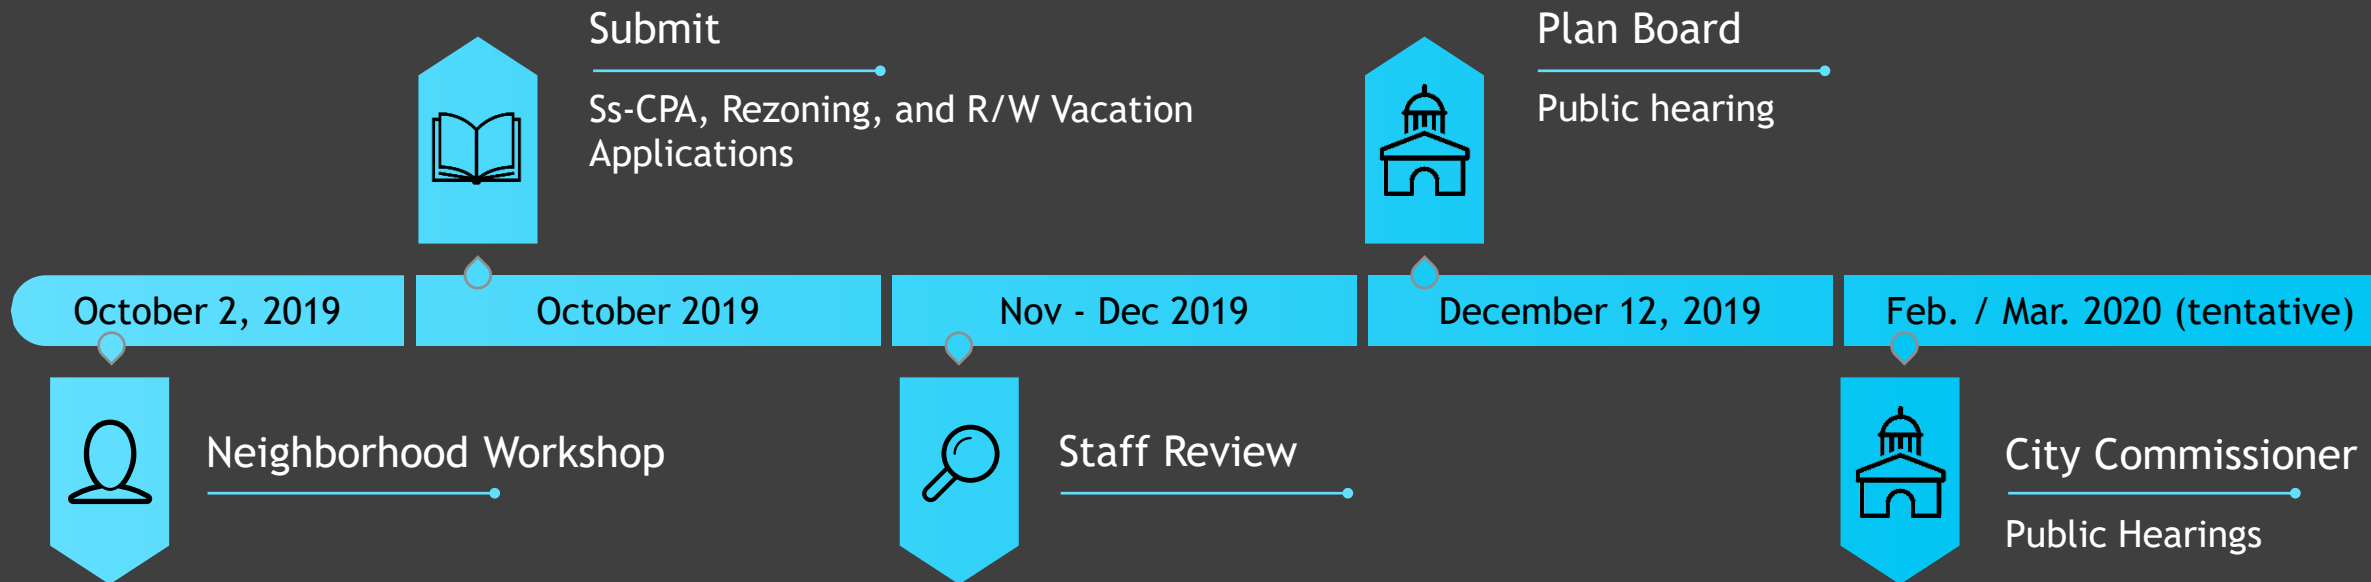 Submit
Ss-CPA, Rezoning, and R/W Vacation
Applications
Plan Board
Public hearing
October 2, 2019
October 2019
Nov - Dec 2019
December 12, 2019
Feb. / Mar. 2020 (tentative)
Neighborhood Workshop
Staff Review
City Commissioner
Public Hearings